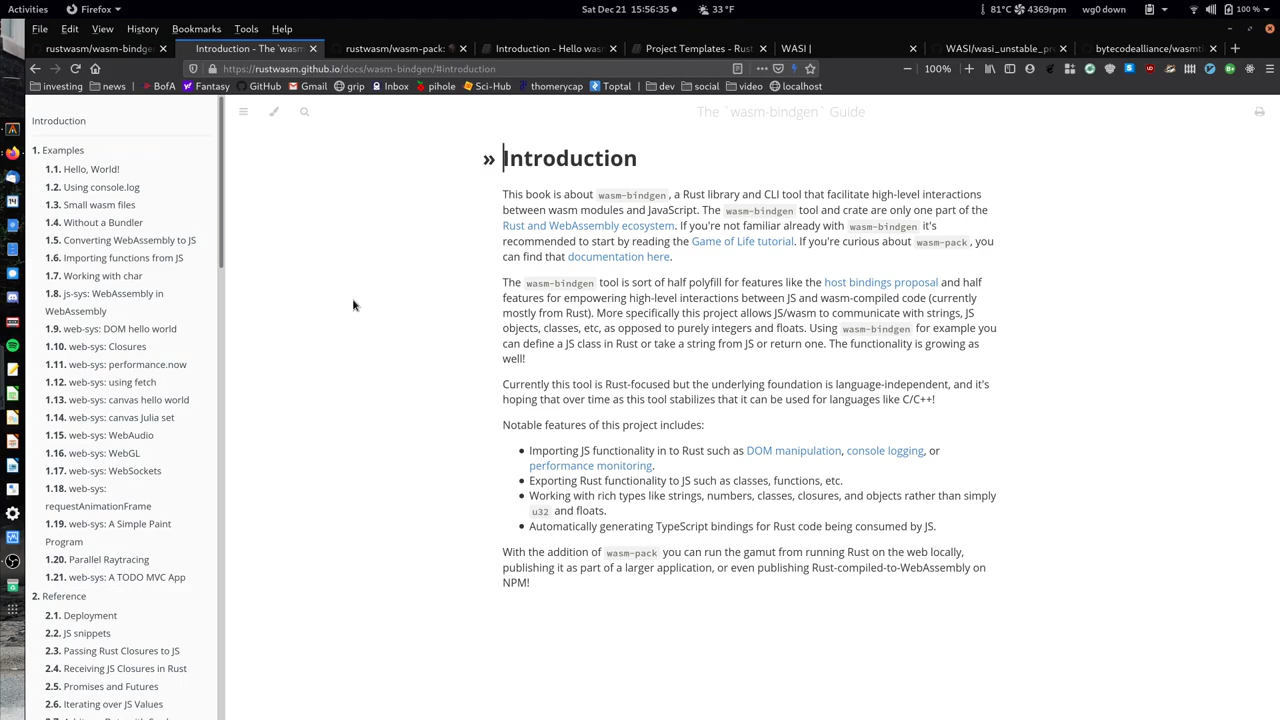 Activities
Firefox
Sat Dec 21 15:56:35
33 °F
81°C
4369rpm
wg0 down
100 %
File Edit View History Bookmarks Tools Help
rustwasm/wasm-bindge
Introduction - The `wasm
rustwasm/wasm-pack:
Introduction - Hello wasm
Project Templates - Rust
WASI |
WASI/wasi_unstable_pr
bytecodealliance/wasmti
https://rustwasm.github.io/docs/wasm-bindgen/#introduction
100%
investing news BofA Fantasy GitHub Gmail grip Inbox pihole Sci-Hub thomerycap Toptal dev social video localhost
The `wasm-bindgen` Guide
Introduction
1. Examples
1.1. Hello, World!
1.2. Using console.log
1.3. Small wasm files
1.4. Without a Bundler
1.5. Converting WebAssembly to JS
1.6. Importing functions from JS
1.7. Working with char
1.8. js-sys: WebAssembly in
WebAssembly
1.9. web-sys: DOM hello world
1.10. web-sys: Closures
1.11. web-sys: performance.now
1.12. web-sys: using fetch
1.13. web-sys: canvas hello world
1.14. web-sys: canvas Julia set
1.15. web-sys: WebAudio
1.16. web-sys: WebGL
1.17. web-sys: WebSockets
1.18. web-sys:
requestAnimationFrame
1.19. web-sys: A Simple Paint
Program
1.20. Parallel Raytracing
1.21. web-sys: A TODO MVC App
2. Reference
2.1. Deployment
2.2. JS snippets
2.3. Passing Rust Closures to JS
2.4. Receiving JS Closures in Rust
2.5. Promises and Futures
2.6. Iterating over JS Values
» Introduction
This book is about wasm-bindgen, a Rust library and CLI tool that facilitate high-level interactions
between wasm modules and JavaScript. The wasm-bindgen tool and crate are only one part of the
Rust and WebAssembly ecosystem. If you're not familiar already with wasm-bindgen it's
recommended to start by reading the Game of Life tutorial. If you're curious about wasm-pack, you
can find that documentation here.
The wasm-bindgen tool is sort of half polyfill for features like the host bindings proposal and half
features for empowering high-level interactions between JS and wasm-compiled code (currently
mostly from Rust). More specifically this project allows JS/wasm to communicate with strings, JS
objects, classes, etc, as opposed to purely integers and floats. Using wasm-bindgen for example you
can define a JS class in Rust or take a string from JS or return one. The functionality is growing as
well!
Currently this tool is Rust-focused but the underlying foundation is language-independent, and it's
hoping that over time as this tool stabilizes that it can be used for languages like C/C++!
Notable features of this project includes:
• Importing JS functionality in to Rust such as DOM manipulation, console logging, or
performance monitoring.
• Exporting Rust functionality to JS such as classes, functions, etc.
• Working with rich types like strings, numbers, classes, closures, and objects rather than simply
u32 and floats.
• Automatically generating TypeScript bindings for Rust code being consumed by JS.
With the addition of wasm-pack you can run the gamut from running Rust on the web locally,
publishing it as part of a larger application, or even publishing Rust-compiled-to-WebAssembly on
NPM!